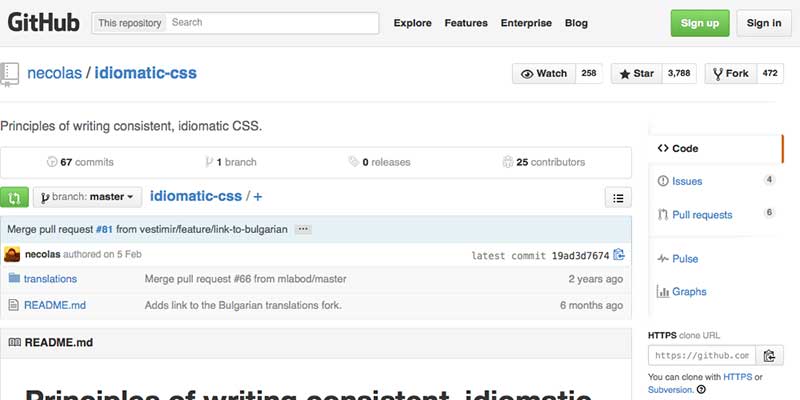 GitHub This repository Search Explore Features Enterprise Blog Sign up Sign in
necolas / idiomatic-css Watch 258 Star 3,788 Fork 472
Principles of writing consistent, idiomatic CSS.
67 commits 1 branch 0 releases 25 contributors
branch: master idiomatic-css / +
Merge pull request #81 from vestimir/feature/link-to-bulgarian ...
necolas authored on 5 Feb latest commit 19ad3d7674
translations Merge pull request #66 from mlabod/master 2 years ago
README.md Adds link to the Bulgarian translations fork. 6 months ago
README.md
Principles of writing consistent, idiomatic
Code
Issues 4
Pull requests 6
Pulse
Graphs
HTTPS clone URL
https://github.com
You can clone with HTTPS or
Subversion. ?